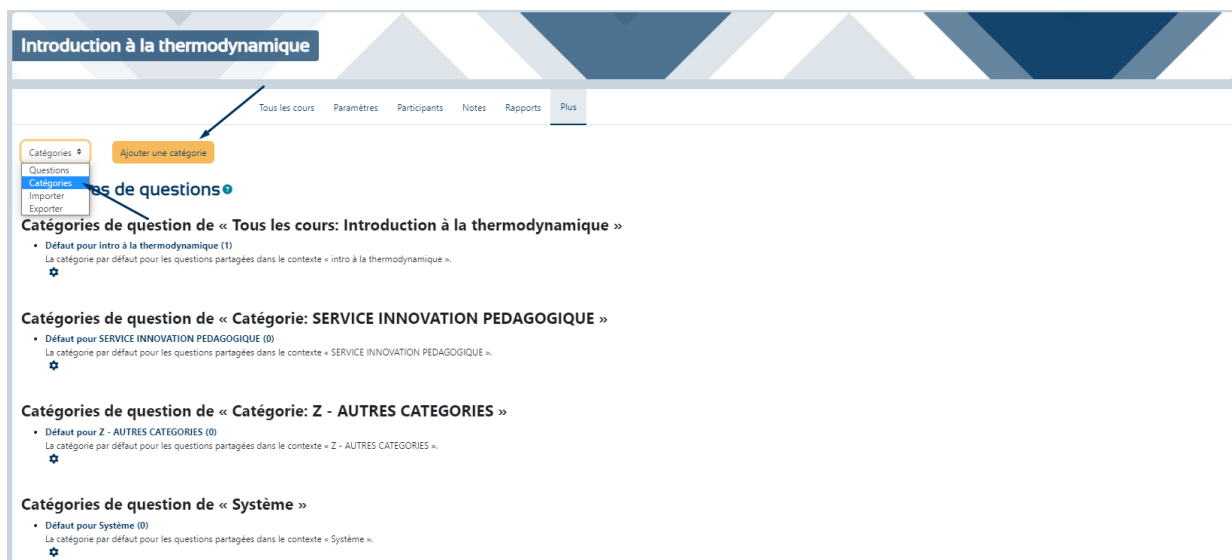 Introduction à la thermodynamique
Tous les cours Paramètres Participants Notes Rapports Plus
Catégories Ajouter une catégorie
Questions
Catégories
Importer
Exporter
es de questions ?
Catégories de question de « Tous les cours: Introduction à la thermodynamique »
Défaut pour intro à la thermodynamique (1)
La catégorie par défaut pour les questions partagées dans le contexte « intro à la thermodynamique ».
Catégories de question de « Catégorie: SERVICE INNOVATION PEDAGOGIQUE »
Défaut pour SERVICE INNOVATION PEDAGOGIQUE (0)
La catégorie par défaut pour les questions partagées dans le contexte « SERVICE INNOVATION PEDAGOGIQUE ».
Catégories de question de « Catégorie: Z - AUTRES CATEGORIES »
Défaut pour Z - AUTRES CATEGORIES (0)
La catégorie par défaut pour les questions partagées dans le contexte « Z - AUTRES CATEGORIES ».
Catégories de question de « Système »
Défaut pour Système (0)
La catégorie par défaut pour les questions partagées dans le contexte « Système ».